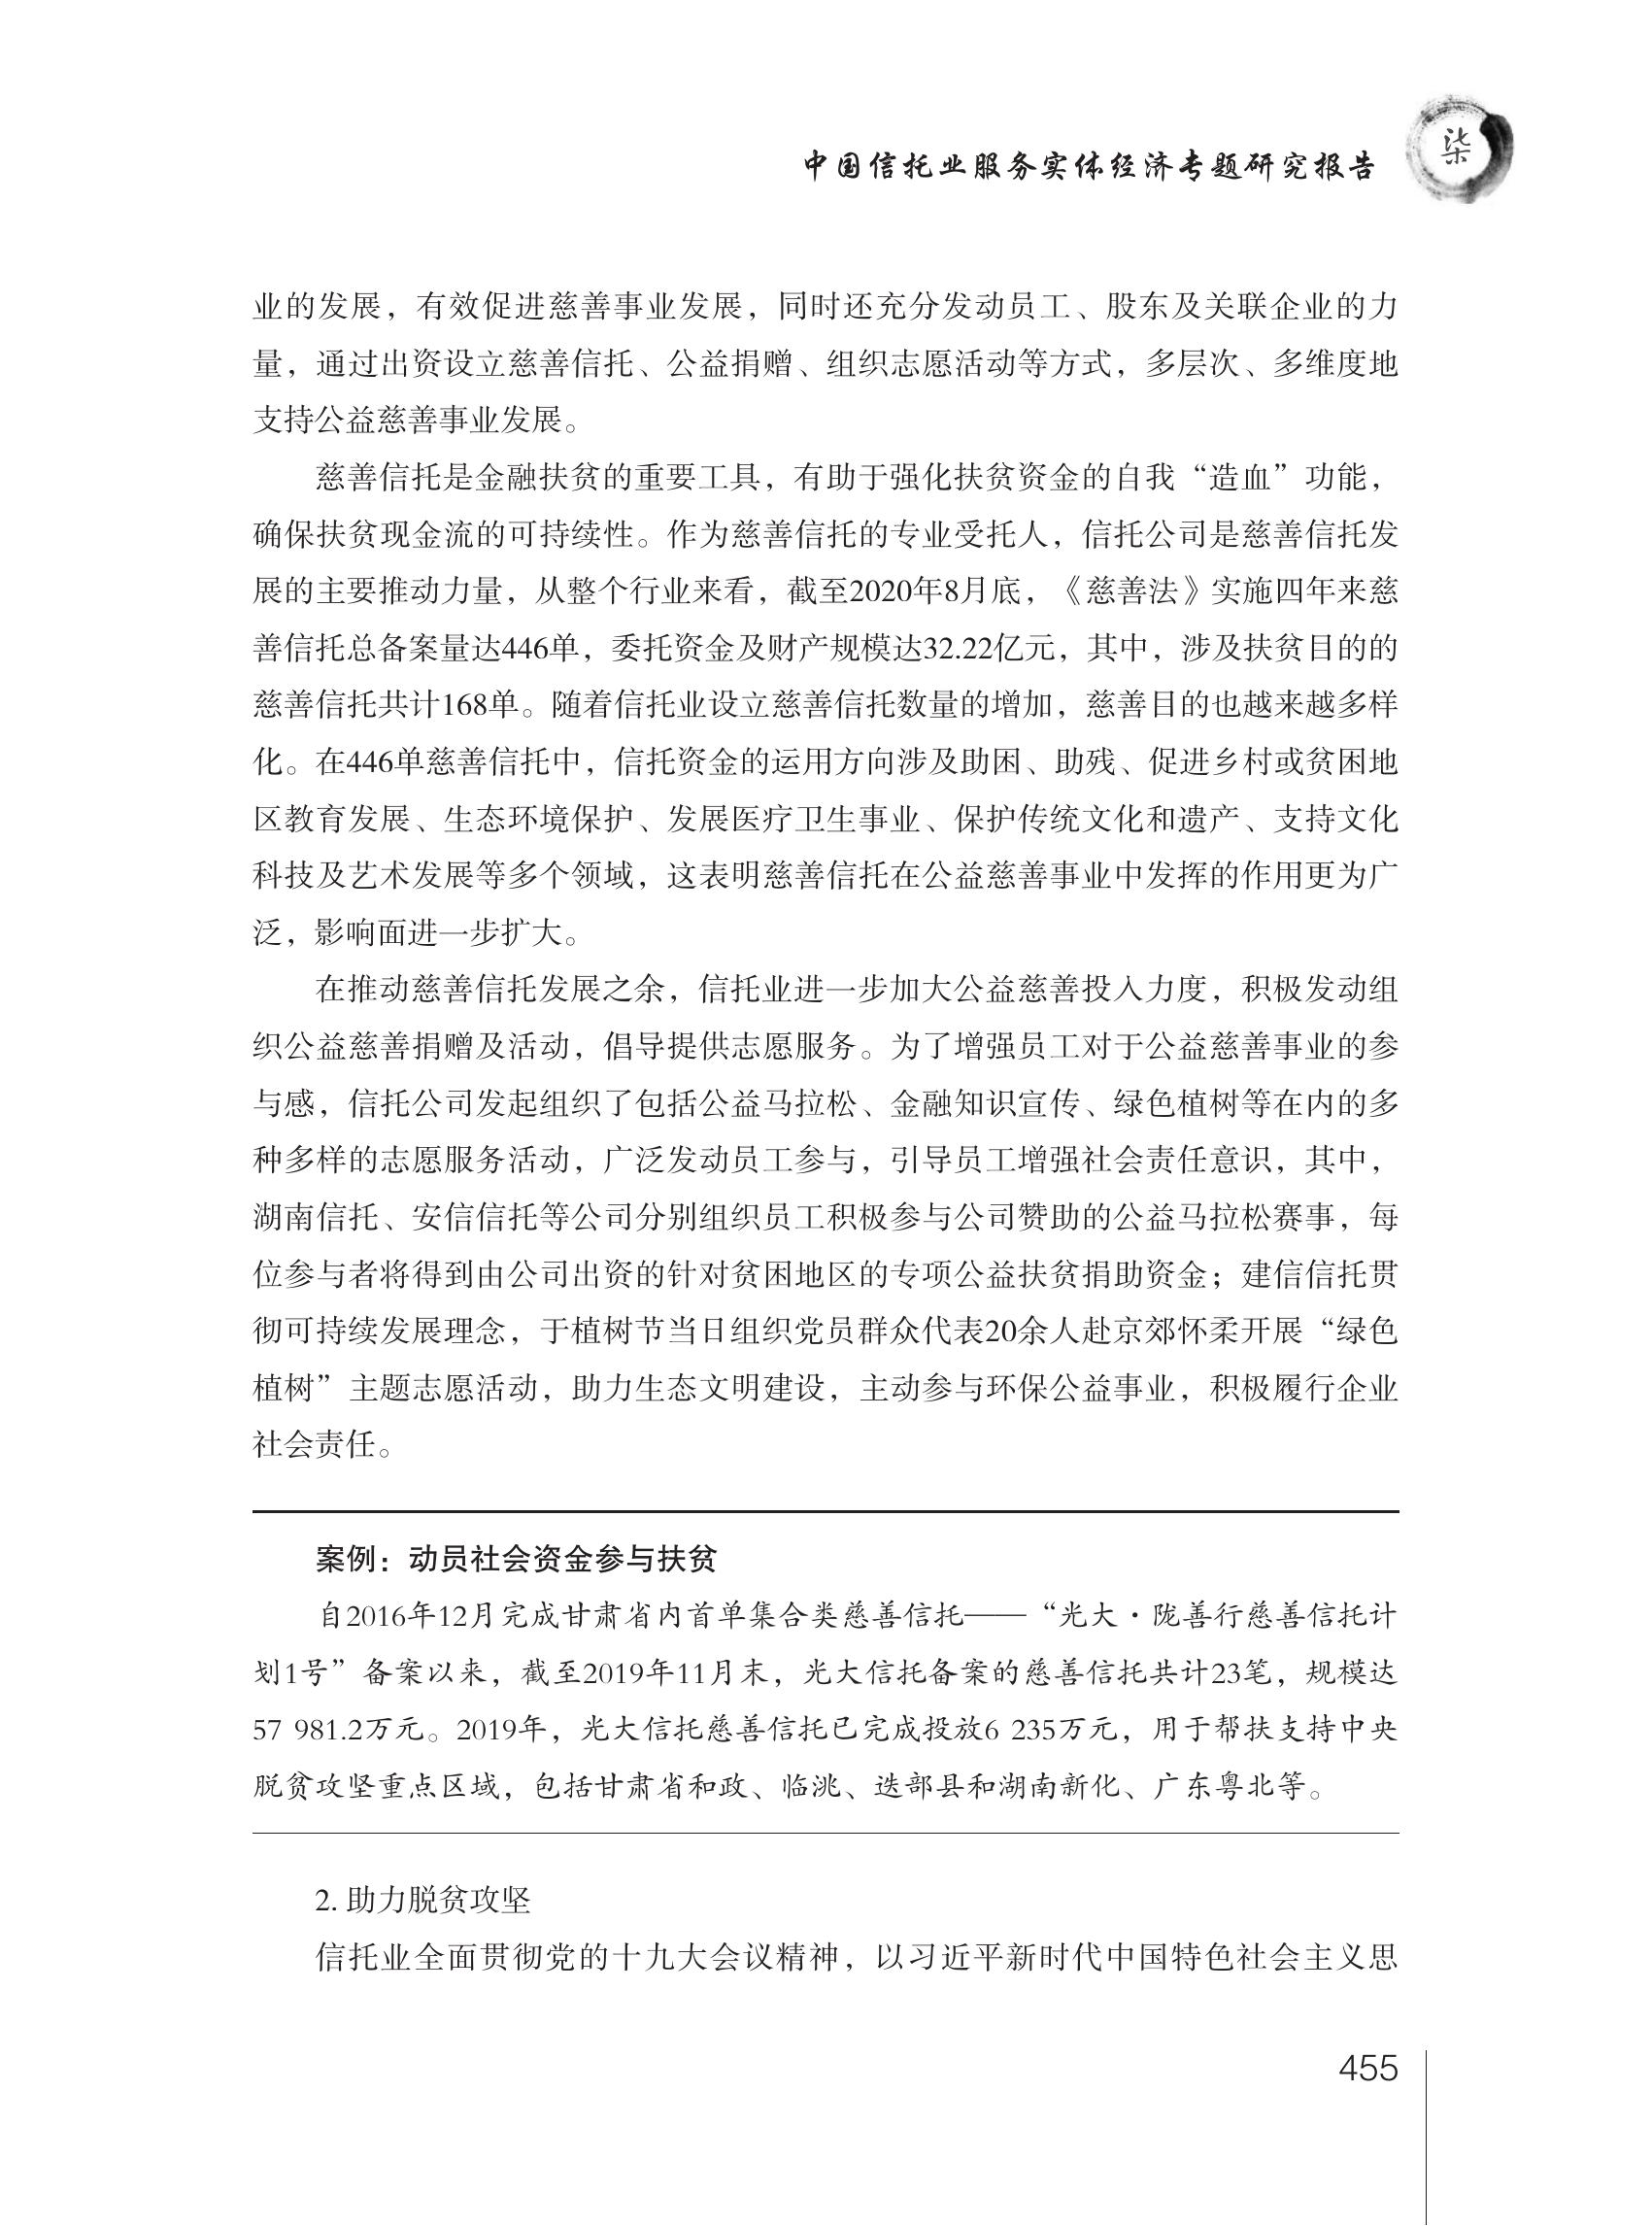 中国信托业服务实体经济专题研究报告
柒
业的发展，有效促进慈善事业发展，同时还充分发动员工、股东及关联企业的力
量，通过出资设立慈善信托、公益捐赠、组织志愿活动等方式，多层次、多维度地
支持公益慈善事业发展。
慈善信托是金融扶贫的重要工具，有助于强化扶贫资金的自我“造血”功能，
确保扶贫现金流的可持续性。作为慈善信托的专业受托人，信托公司是慈善信托发
展的主要推动力量，从整个行业来看，截至2020年8月底，《慈善法》实施四年来慈
善信托总备案量达446单，委托资金及财产规模达32.22亿元，其中，涉及扶贫目的的
慈善信托共计168单。随着信托业设立慈善信托数量的增加，慈善目的也越来越多样
化。在446单慈善信托中，信托资金的运用方向涉及助困、助残、促进乡村或贫困地
区教育发展、生态环境保护、发展医疗卫生事业、保护传统文化和遗产、支持文化
科技及艺术发展等多个领域，这表明慈善信托在公益慈善事业中发挥的作用更为广
泛，影响面进一步扩大。
在推动慈善信托发展之余，信托业进一步加大公益慈善投入力度，积极发动组
织公益慈善捐赠及活动，倡导提供志愿服务。为了增强员工对于公益慈善事业的参
与感，信托公司发起组织了包括公益马拉松、金融知识宣传、绿色植树等在内的多
种多样的志愿服务活动，广泛发动员工参与，引导员工增强社会责任意识，其中，
湖南信托、安信信托等公司分别组织员工积极参与公司赞助的公益马拉松赛事，每
位参与者将得到由公司出资的针对贫困地区的专项公益扶贫捐助资金；建信信托贯
彻可持续发展理念，于植树节当日组织党员群众代表20余人赴京郊怀柔开展“绿色
植树”主题志愿活动，助力生态文明建设，主动参与环保公益事业，积极履行企业
社会责任。
案例：动员社会资金参与扶贫
自2016年12月完成甘肃省内首单集合类慈善信托——“光大·陇善行慈善信托计
划1号”备案以来，截至2019年11月末，光大信托备案的慈善信托共计23笔，规模达
57 981.2万元。2019年，光大信托慈善信托已完成投放6 235万元，用于帮扶支持中央
脱贫攻坚重点区域，包括甘肃省和政、临洮、迭部县和湖南新化、广东粤北等。
2. 助力脱贫攻坚
信托业全面贯彻党的十九大会议精神，以习近平新时代中国特色社会主义思
455